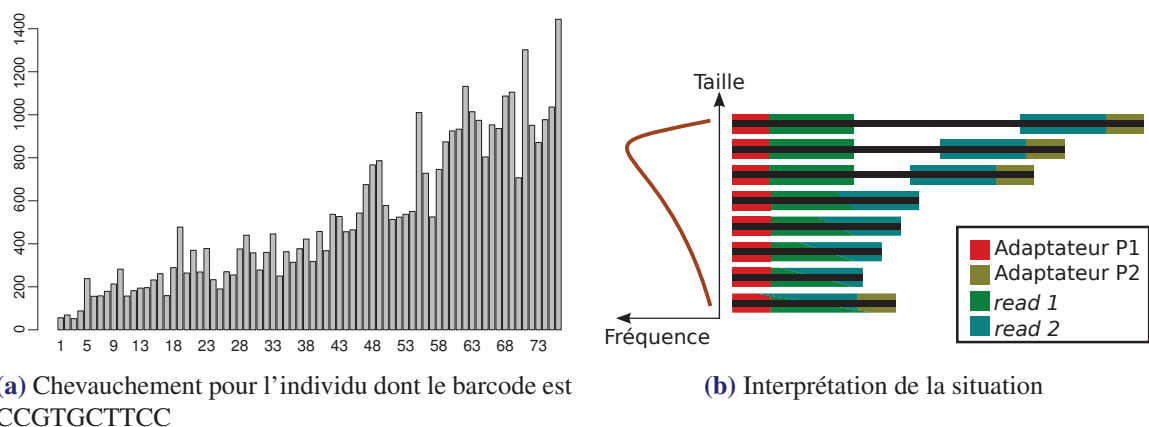 1400
1200
1000
800
600
400
200
0
1 5 9 13 18 23 28 33 38 43 48 53 58 63 68 73
(a) Chevauchement pour l'individu dont le barcode est
CCGTGCTTCC
Taille
Fréquence
Adaptateur P1
Adaptateur P2
read 1
read 2
(b) Interprétation de la situation